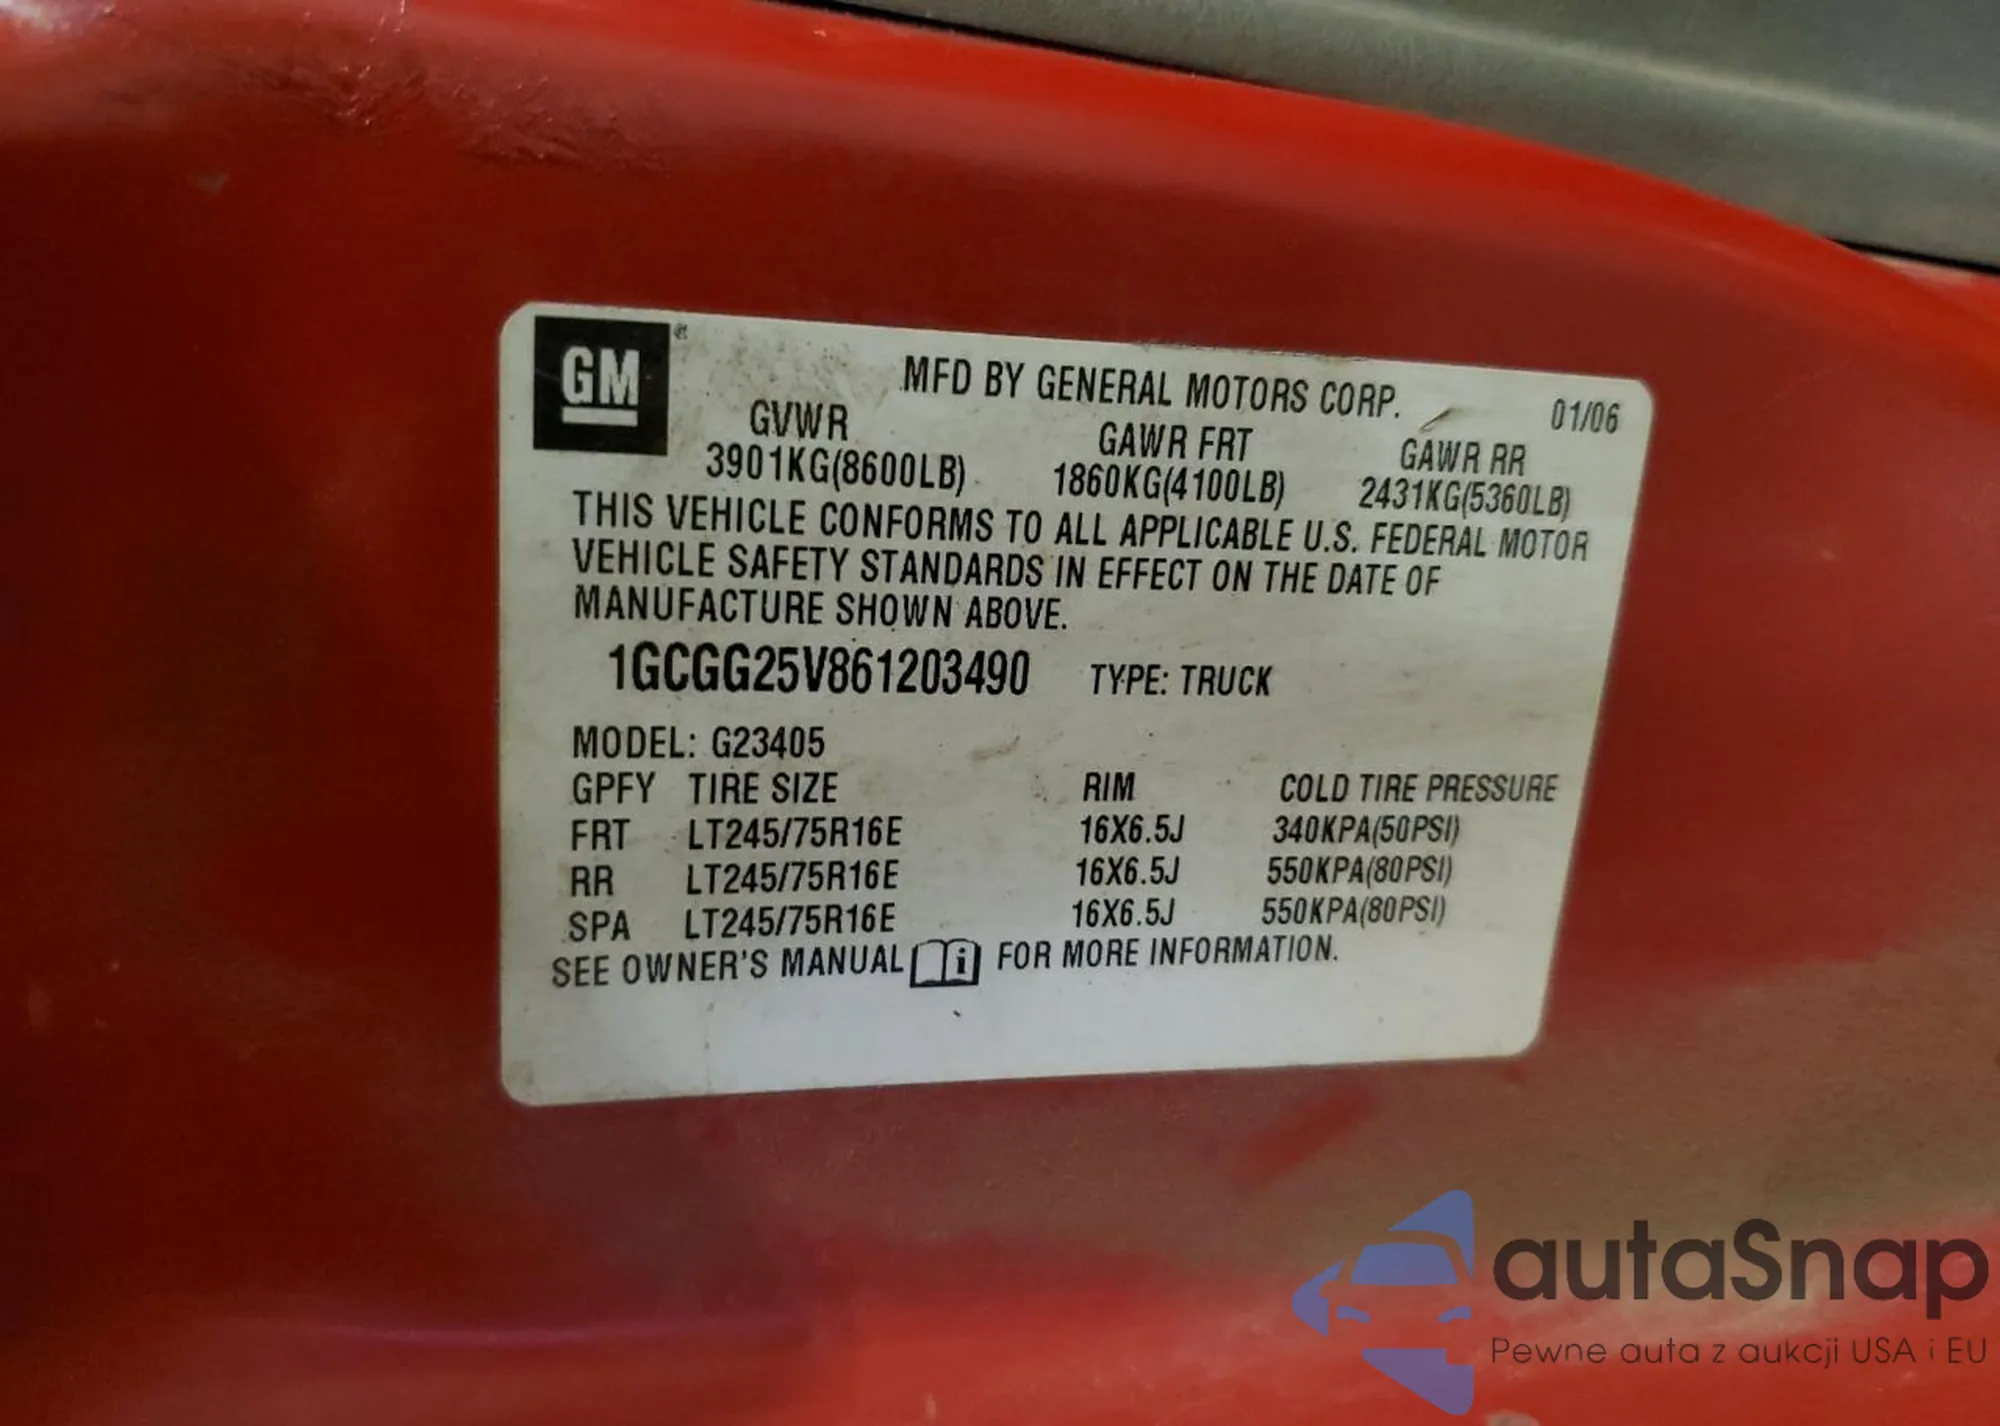 GM
MFD BY GENERAL MOTORS CORP. 01/06
GVWR GAWR FRT GAWR RR
3901KG(8600LB) 1860KG(4100LB) 2431KG(5360LB)
THIS VEHICLE CONFORMS TO ALL APPLICABLE U.S. FEDERAL MOTOR
VEHICLE SAFETY STANDARDS IN EFFECT ON THE DATE OF
MANUFACTURE SHOWN ABOVE.
1GCGG25V861203490 TYPE: TRUCK
MODEL: G23405
GPFY TIRE SIZE RIM COLD TIRE PRESSURE
FRT LT245/75R16E 16X6.5J 340KPA(50PSI)
RR LT245/75R16E 16X6.5J 550KPA(80PSI)
SPA LT245/75R16E 16X6.5J 550KPA(80PSI)
SEE OWNER'S MANUAL i FOR MORE INFORMATION.
autaSnap
Pewne auta z aukcji USA i EU